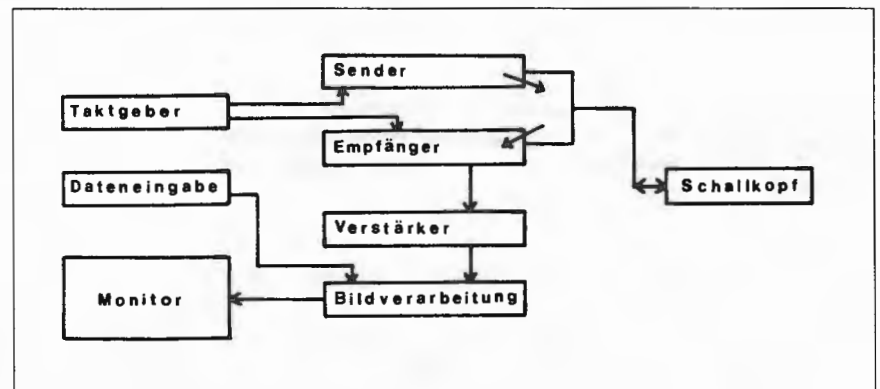 Sender
Taktgeber
Empfänger
Dateneingabe
Schallkopf
Verstärker
Monitor
Bildverarbeitung